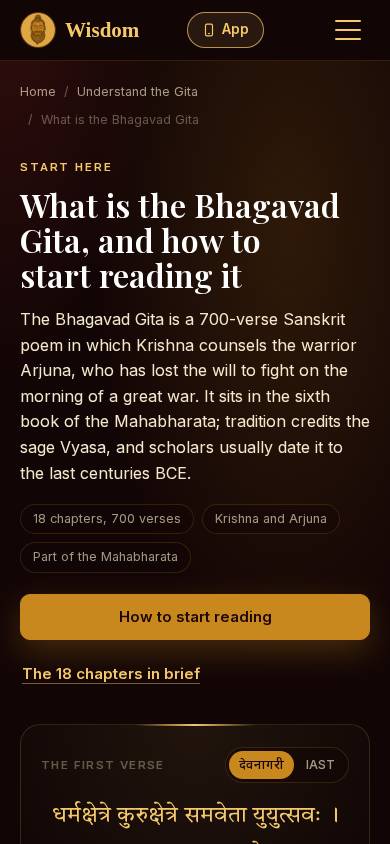 Wisdom
App
Home / Understand the Gita
/ What is the Bhagavad Gita
START HERE
What is the Bhagavad
Gita, and how to
start reading it
The Bhagavad Gita is a 700-verse Sanskrit
poem in which Krishna counsels the warrior
Arjuna, who has lost the will to fight on the
morning of a great war. It sits in the sixth
book of the Mahabharata; tradition credits the
sage Vyasa, and scholars usually date it to
the last centuries BCE.
18 chapters, 700 verses
Krishna and Arjuna
Part of the Mahabharata
How to start reading
The 18 chapters in brief
THE FIRST VERSE
देवनागरी
IAST
धर्मक्षेत्रे कुरुक्षेत्रे समवेता युयुत्सवः ।